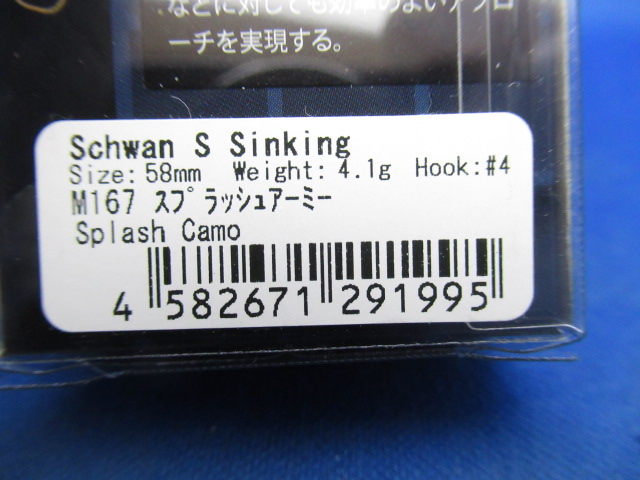 などに対しても効率のよいアプロ
ーチを実現する。
Schwan S Sinking
Size: 58mm Weight: 4.1g Hook:#4
M167 ｽﾌﾟﾗｯｼｭｱｰﾐｰ
Splash Camo
4 582671 291995